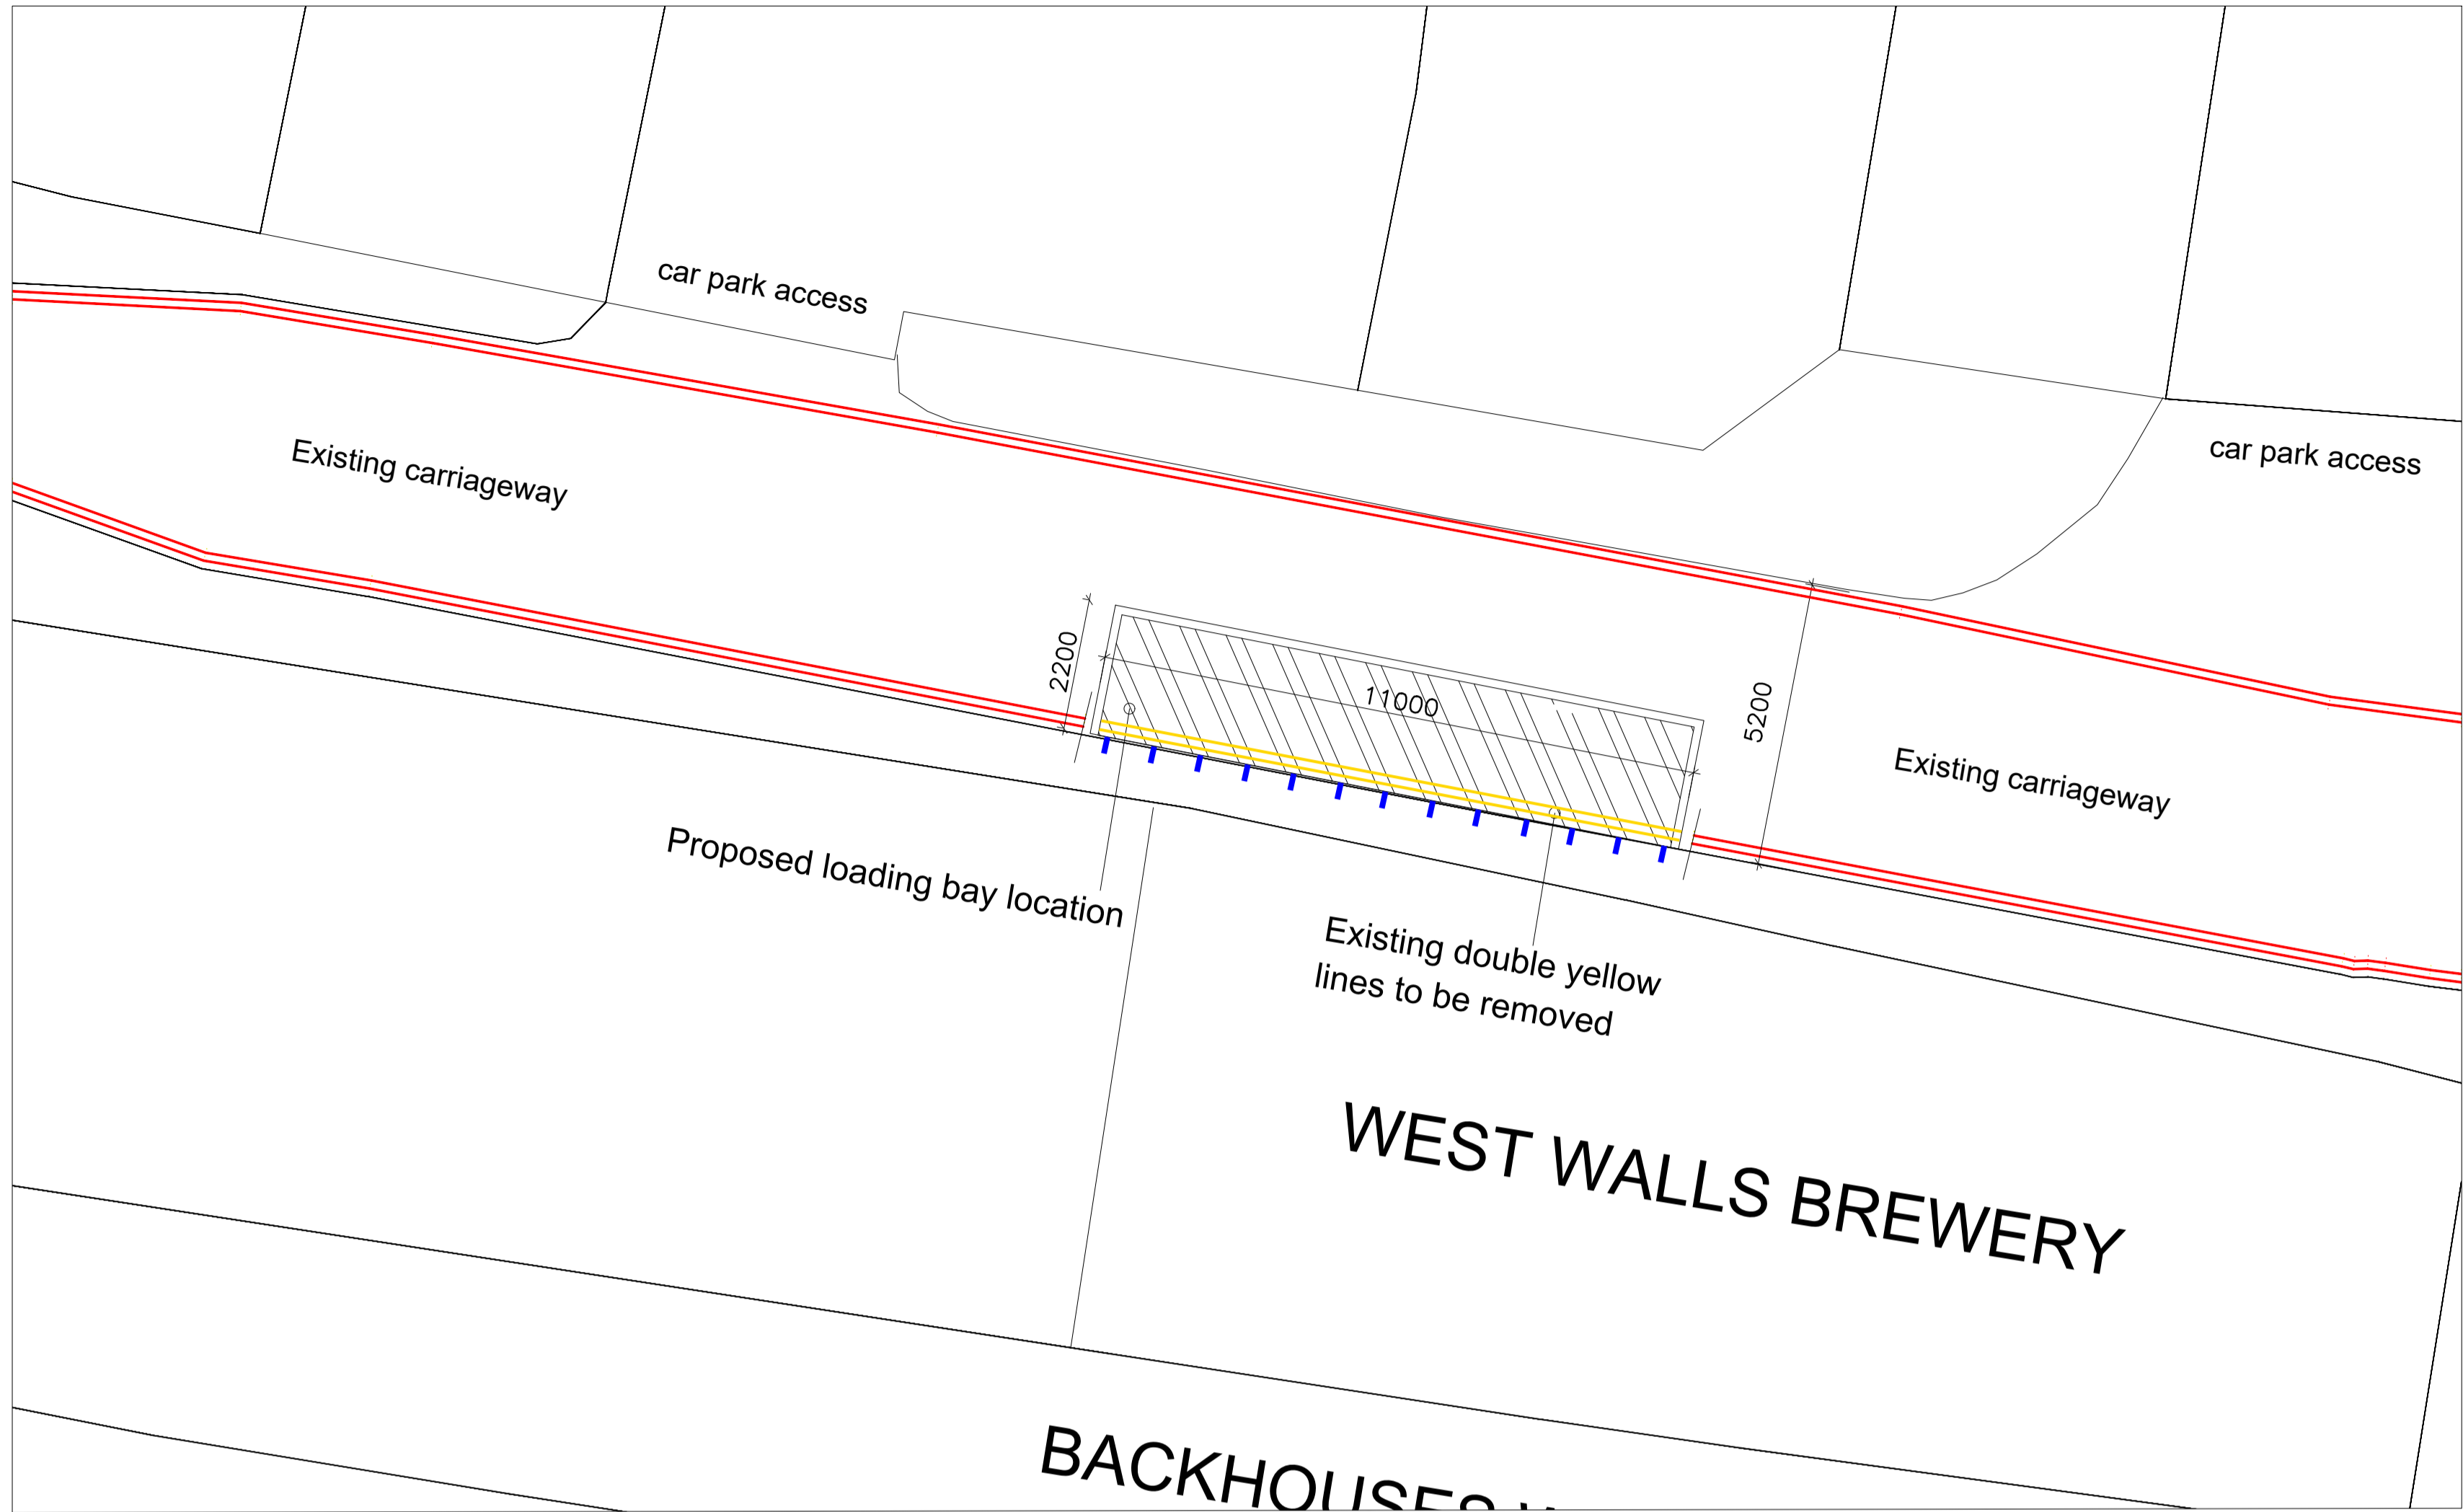 car park access
car park access
Existing carriageway
2200
11000
5200
Existing carriageway
Proposed loading bay location
Existing double yellow
lines to be removed
WEST WALLS BREWERY
BACKHOUSES